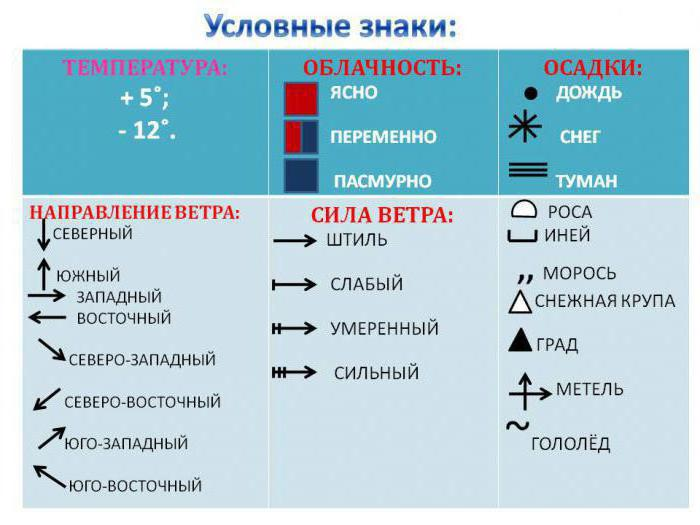 Условные знаки:
ТЕМПЕРАТУРА:
+ 5˚;
- 12˚.
ОБЛАЧНОСТЬ:
ЯСНО
ПЕРЕМЕННО
ПАСМУРНО
ОСАДКИ:
ДОЖДЬ
СНЕГ
ТУМАН
НАПРАВЛЕНИЕ ВЕТРА:
СЕВЕРНЫЙ
ЮЖНЫЙ
ЗАПАДНЫЙ
ВОСТОЧНЫЙ
СЕВЕРО-ЗАПАДНЫЙ
СЕВЕРО-ВОСТОЧНЫЙ
ЮГО-ЗАПАДНЫЙ
ЮГО-ВОСТОЧНЫЙ
СИЛА ВЕТРА:
ШТИЛЬ
СЛАБЫЙ
УМЕРЕННЫЙ
СИЛЬНЫЙ
РОСА
ИНЕЙ
МОРОСЬ
СНЕЖНАЯ КРУПА
ГРАД
МЕТЕЛЬ
ГОЛОЛЁД